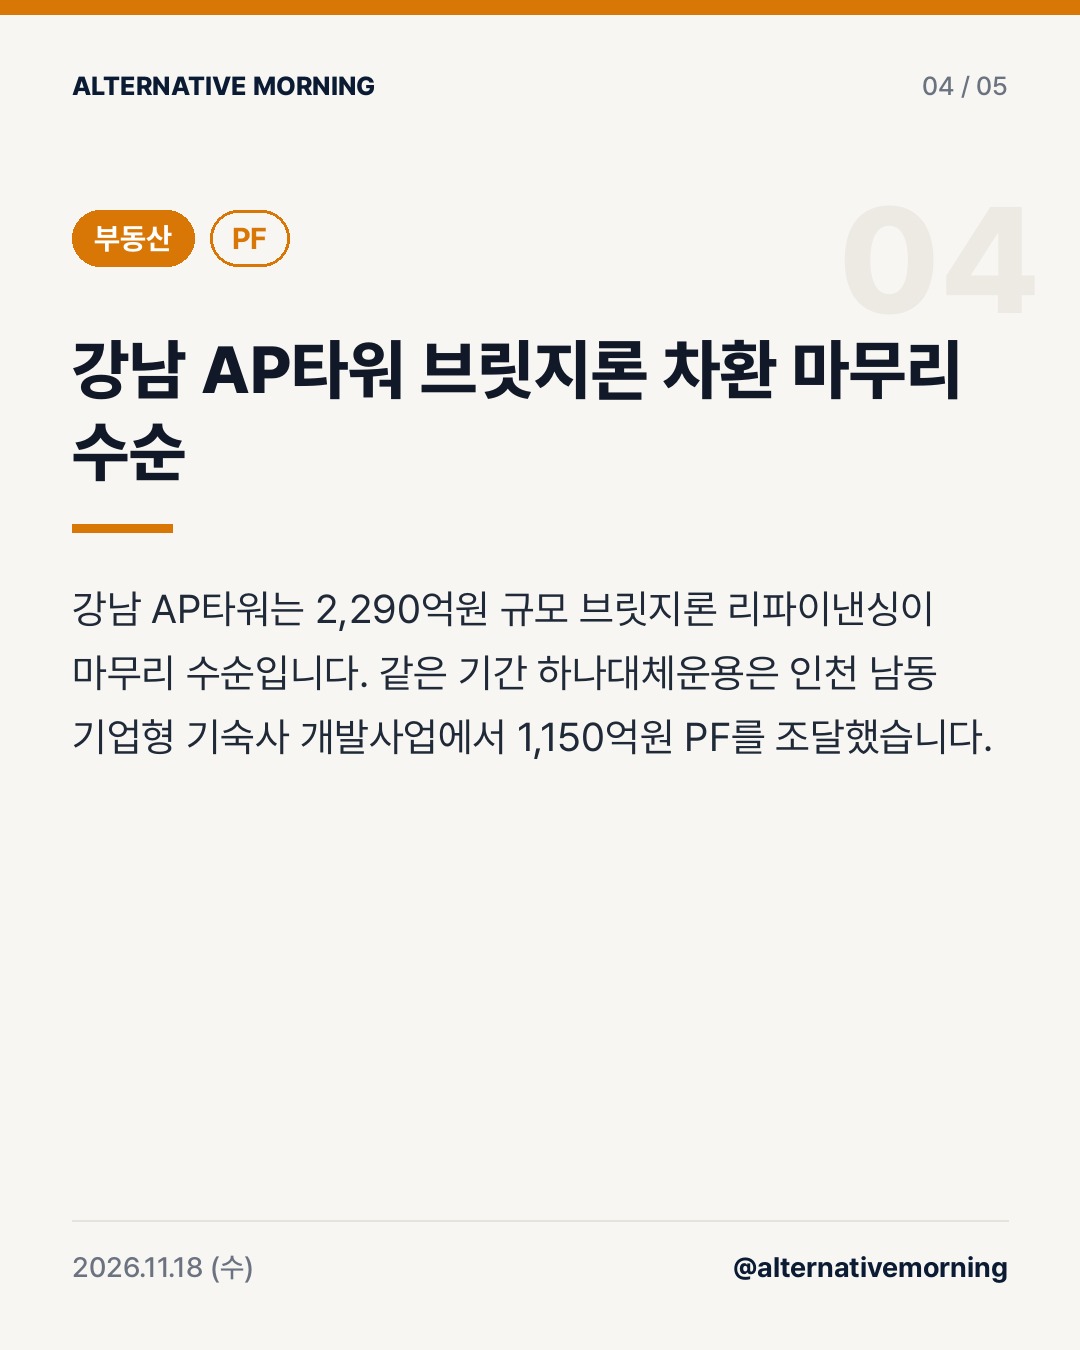 ALTERNATIVE MORNING
04 / 05
부동산
PF
04
강남 AP타워 브릿지론 차환 마무리
수순
강남 AP타워는 2,290억원 규모 브릿지론 리파이낸싱이
마무리 수순입니다. 같은 기간 하나대체운용은 인천 남동
기업형 기숙사 개발사업에서 1,150억원 PF를 조달했습니다.
2026.11.18 (수)
@alternativemorning